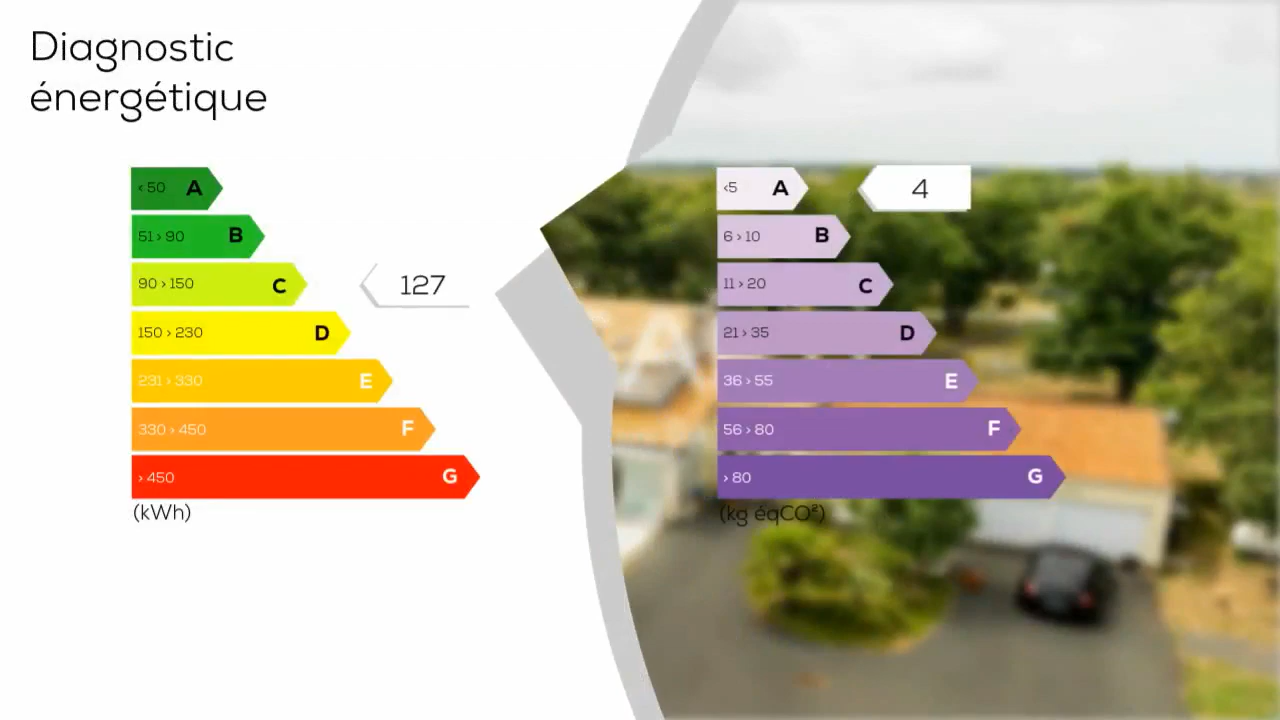 Diagnostic
énergétique
< 50 A
51 > 90 B
90 > 150 C
127
150 > 230 D
231 > 330 E
330 > 450 F
> 450 G
(kWh)
<5 A
4
6 > 10 B
11 > 20 C
21 > 35 D
36 > 55 E
56 > 80 F
> 80 G
(kg éqCO²)